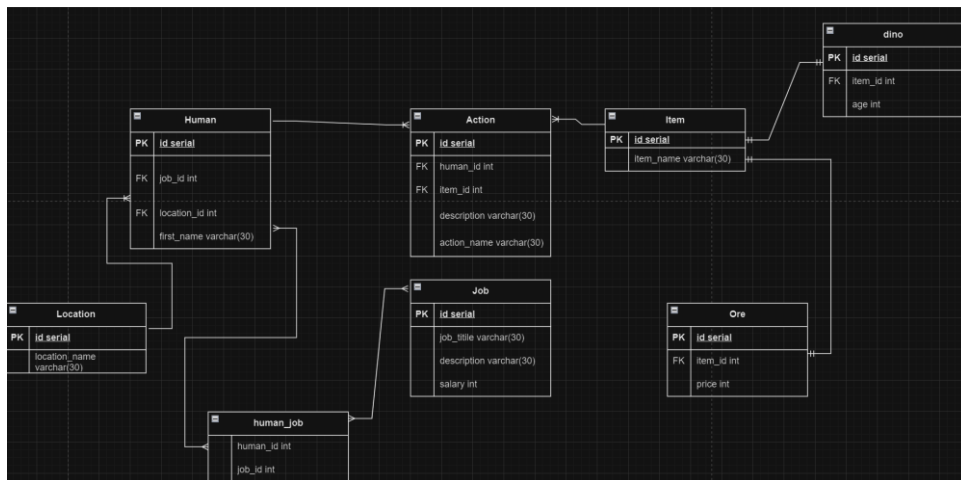 dino
PK id serial
FK item_id int
age int
Human
PK id serial
FK job_id int
FK location_id int
first_name varchar(30)
Action
PK id serial
FK human_id int
FK item_id int
description varchar(30)
action_name varchar(30)
Item
PK id serial
item_name varchar(30)
Location
PK id serial
location_name
varchar(30)
Job
PK id serial
job_titile varchar(30)
description varchar(30)
salary int
Ore
PK id serial
FK item_id int
price int
human_job
human_id int
job_id int